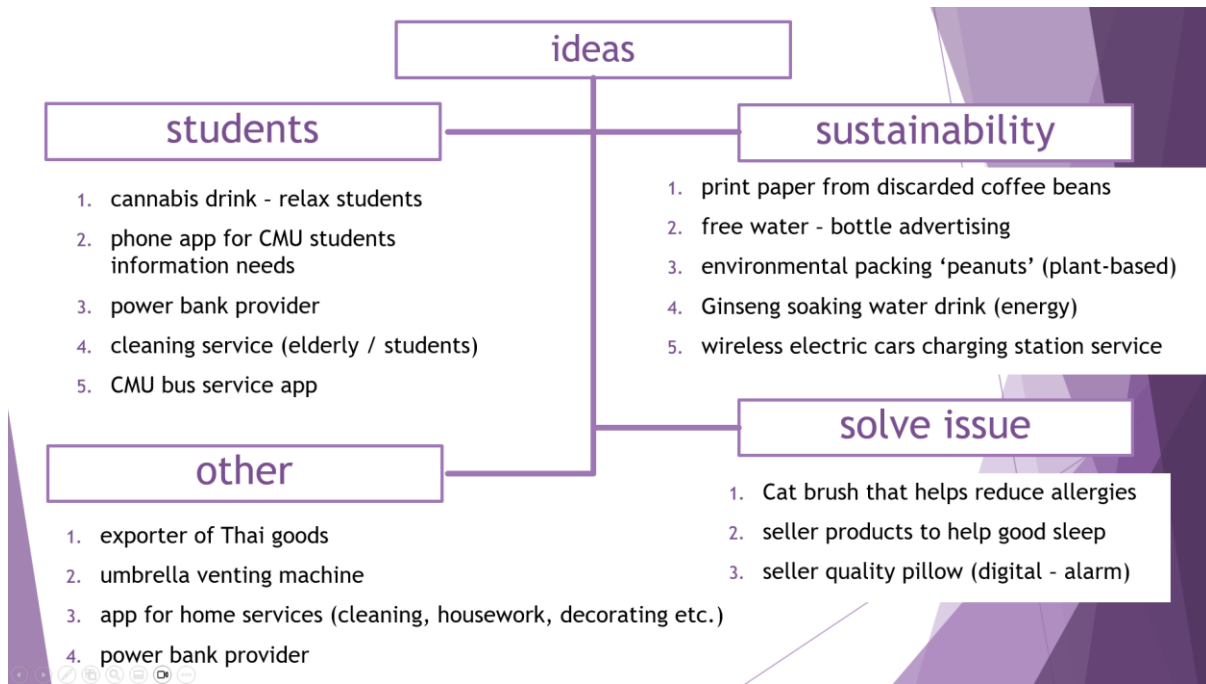 ideas
students
1. cannabis drink – relax students
2. phone app for CMU students
information needs
3. power bank provider
4. cleaning service (elderly / students)
5. CMU bus service app
sustainability
1. print paper from discarded coffee beans
2. free water – bottle advertising
3. environmental packing ‘peanuts’ (plant-based)
4. Ginseng soaking water drink (energy)
5. wireless electric cars charging station service
other
1. exporter of Thai goods
2. umbrella venting machine
3. app for home services (cleaning, housework, decorating etc.)
4. power bank provider
solve issue
1. Cat brush that helps reduce allergies
2. seller products to help good sleep
3. seller quality pillow (digital – alarm)